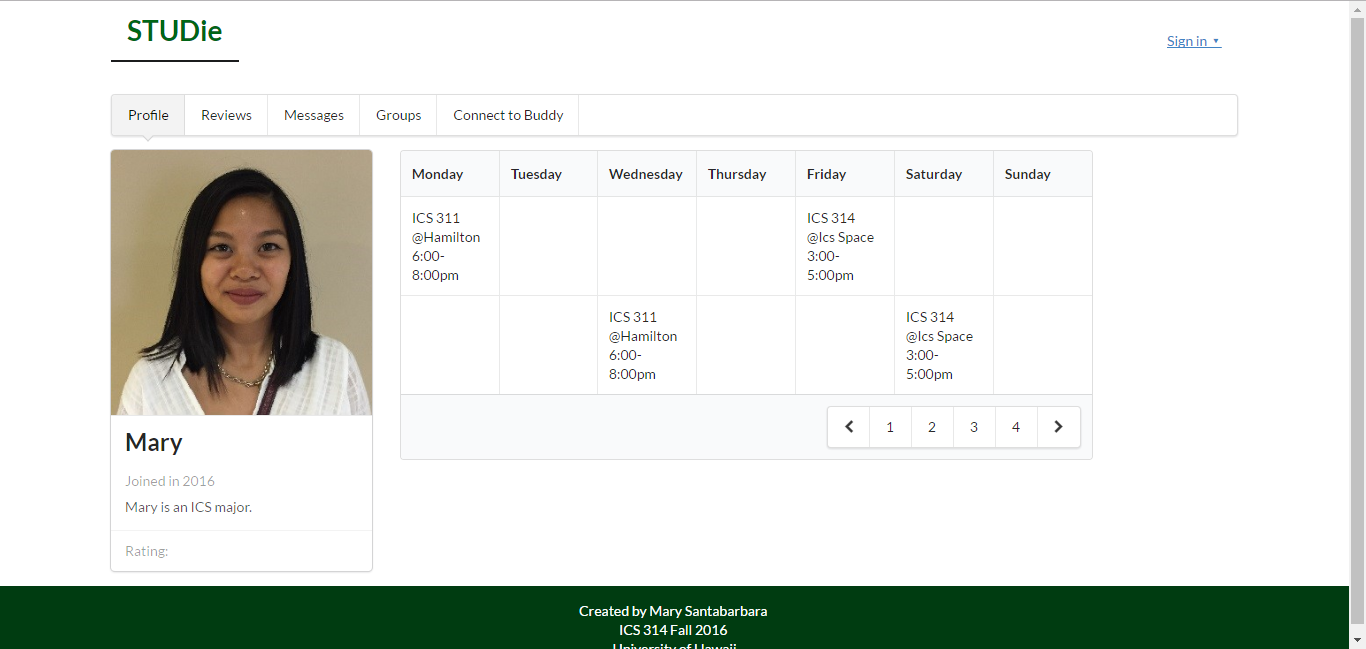 STUDie
Sign in
Profile
Reviews
Messages
Groups
Connect to Buddy
Monday
Tuesday
Wednesday
Thursday
Friday
Saturday
Sunday
ICS 311
@Hamilton
6:00-
8:00pm
ICS 314
@Ics Space
3:00-
5:00pm
ICS 311
@Hamilton
6:00-
8:00pm
ICS 314
@Ics Space
3:00-
5:00pm
1
2
3
4
Mary
Joined in 2016
Mary is an ICS major.
Rating:
Created by Mary Santabarbara
ICS 314 Fall 2016
University of Hawaii